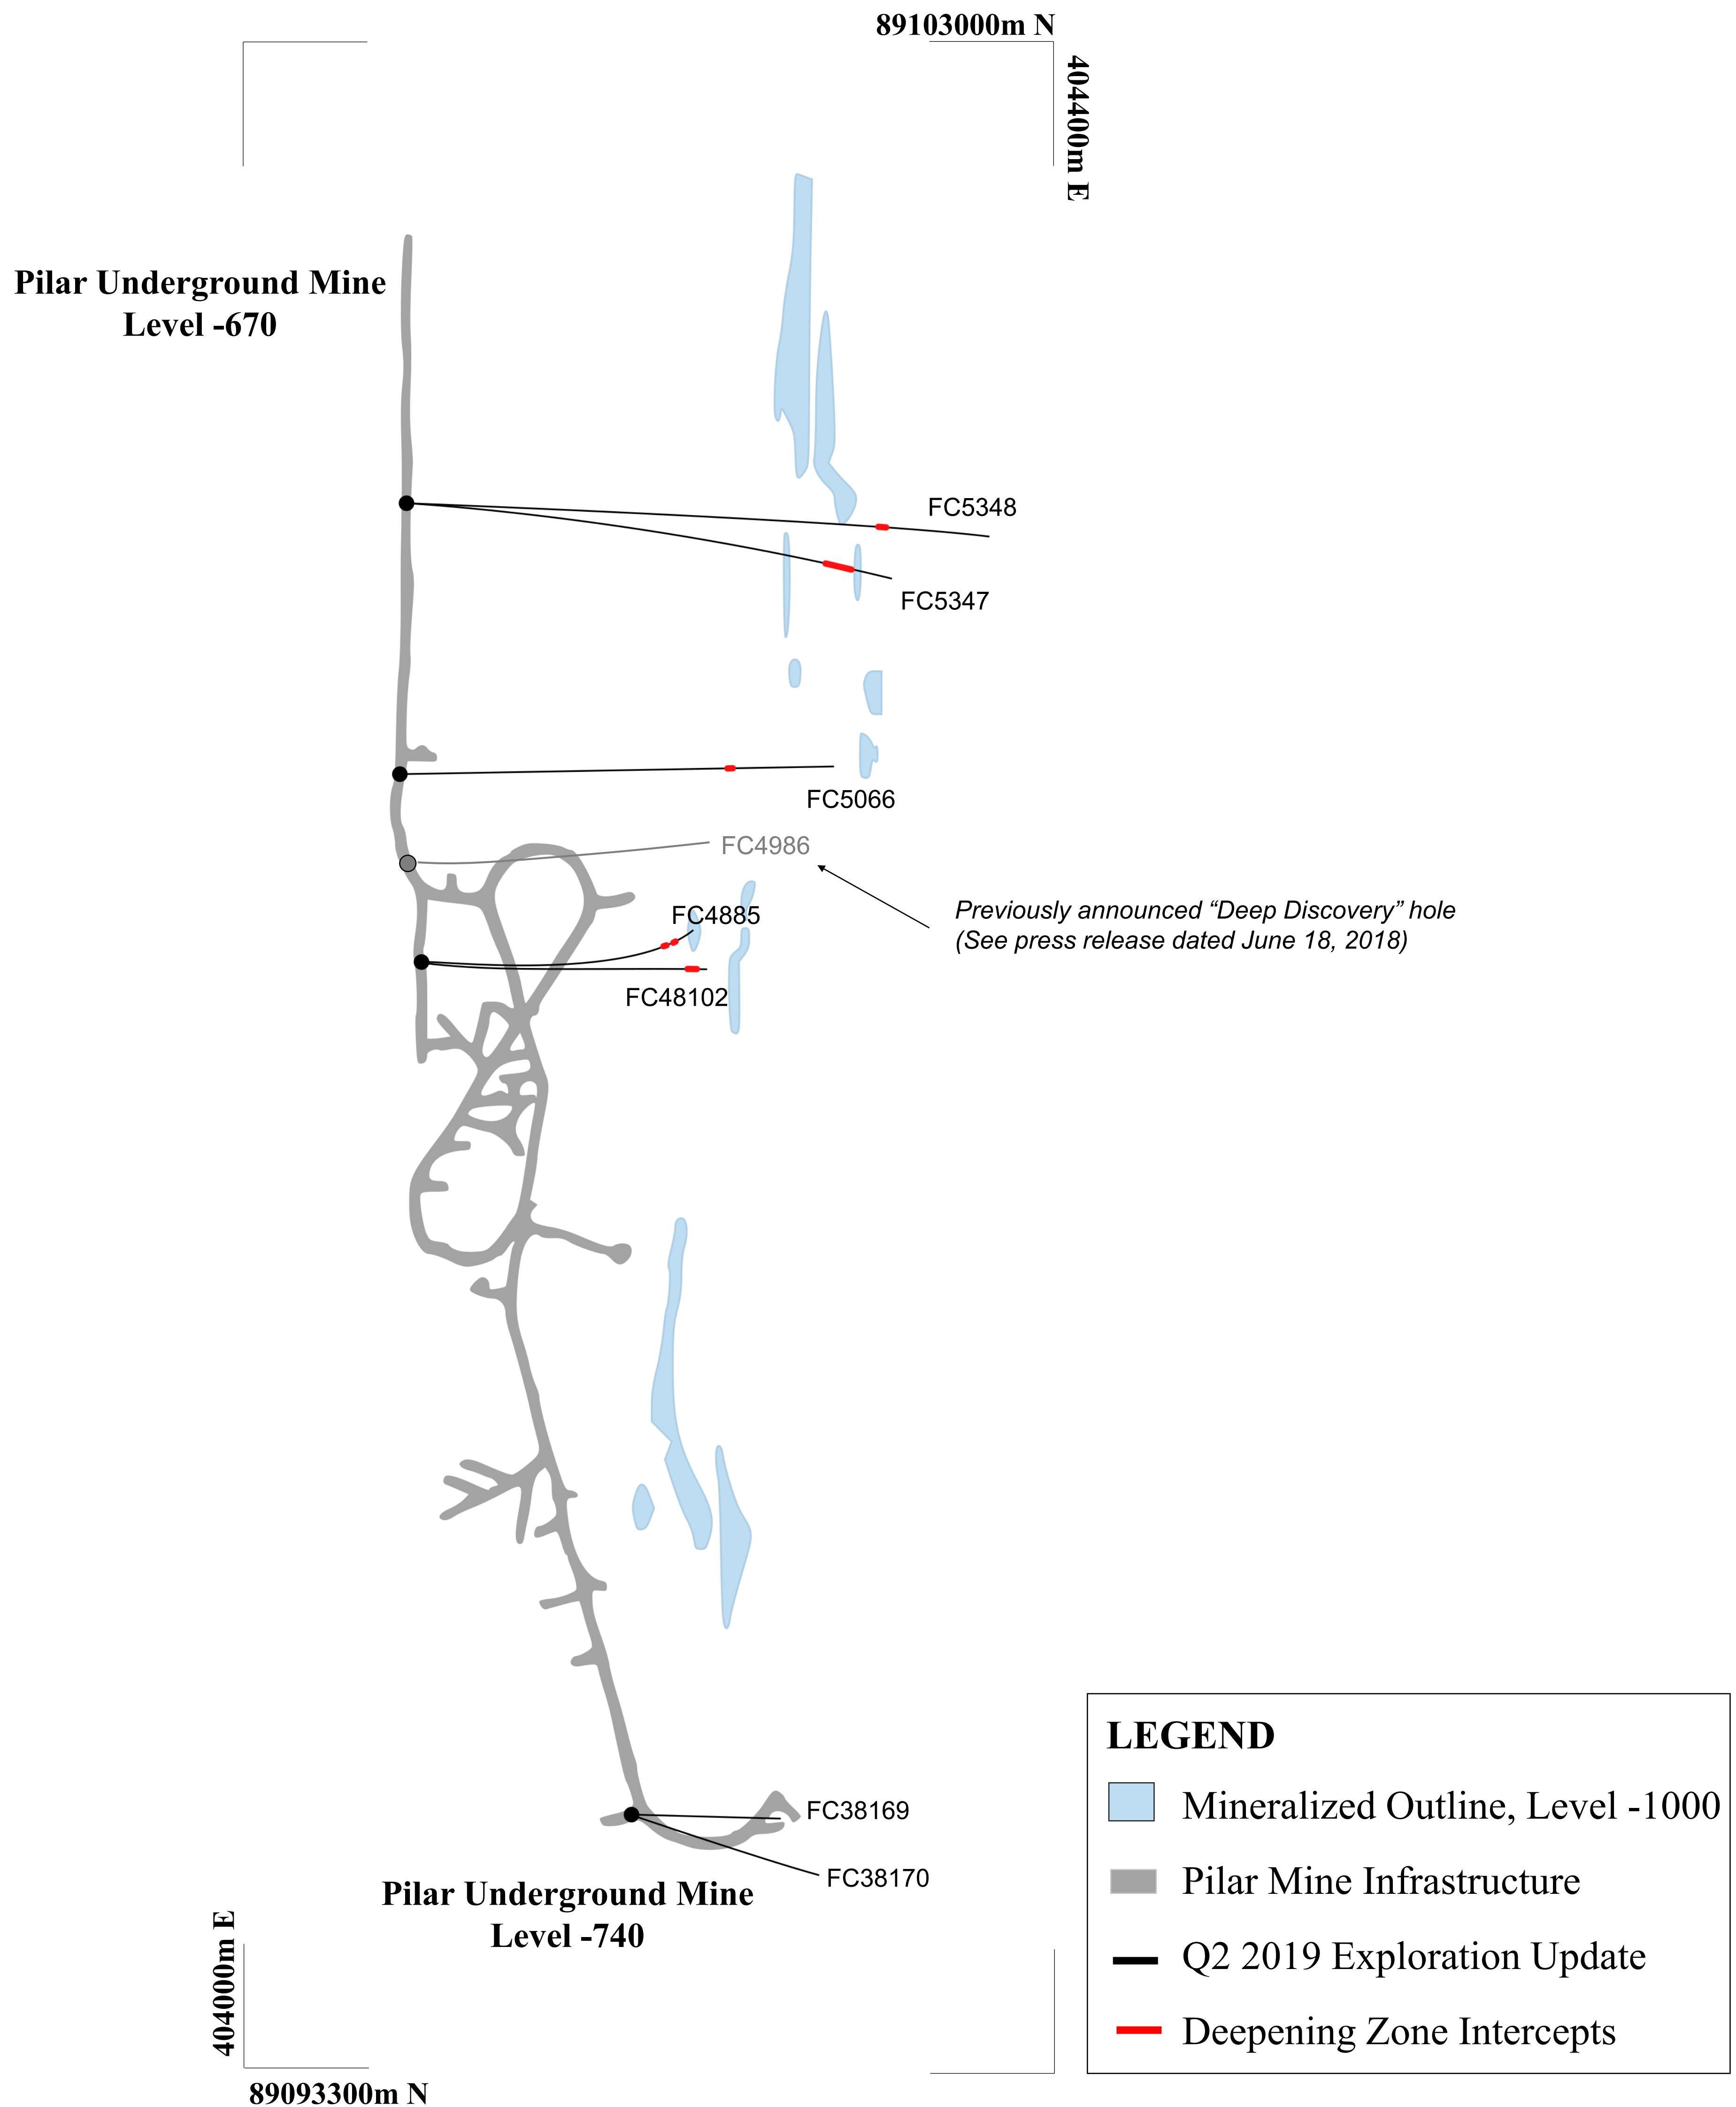 89103000m N
404400m E
Pilar Underground Mine
Level -670
FC5348
FC5347
FC5066
FC4986
FC4885
Previously announced “Deep Discovery” hole
(See press release dated June 18, 2018)
FC48102
FC38169
FC38170
Pilar Underground Mine
Level -740
404000m E
89093300m N
LEGEND
Mineralized Outline, Level -1000
Pilar Mine Infrastructure
Q2 2019 Exploration Update
Deepening Zone Intercepts